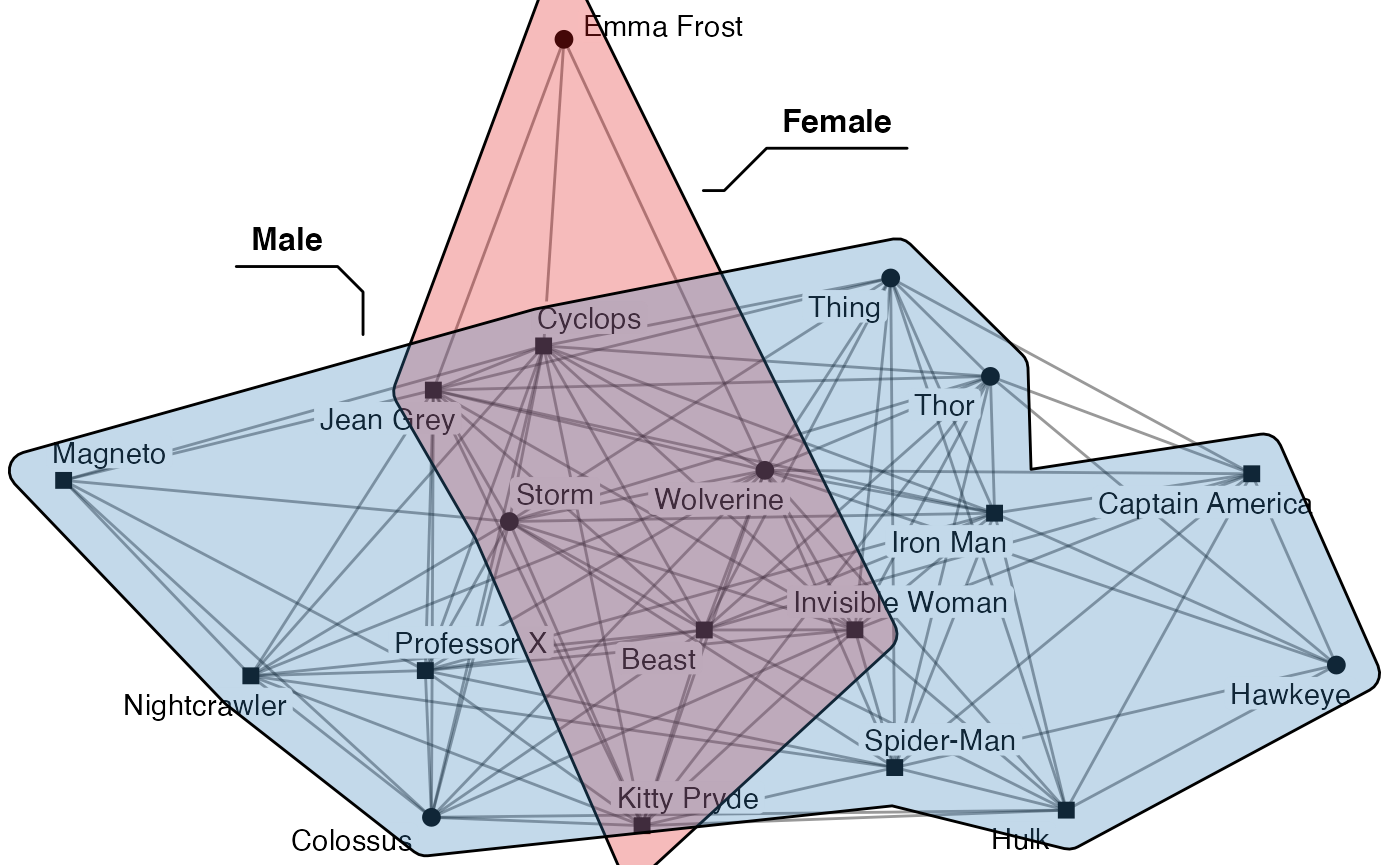 Emma Frost
Female
Male
Thing
Cyclops
Thor
Jean Grey
Magneto
Storm
Wolverine
Captain America
Iron Man
Invisible Woman
Professor X
Beast
Hawkeye
Nightcrawler
Spider-Man
Kitty Pryde
Colossus
Hulk